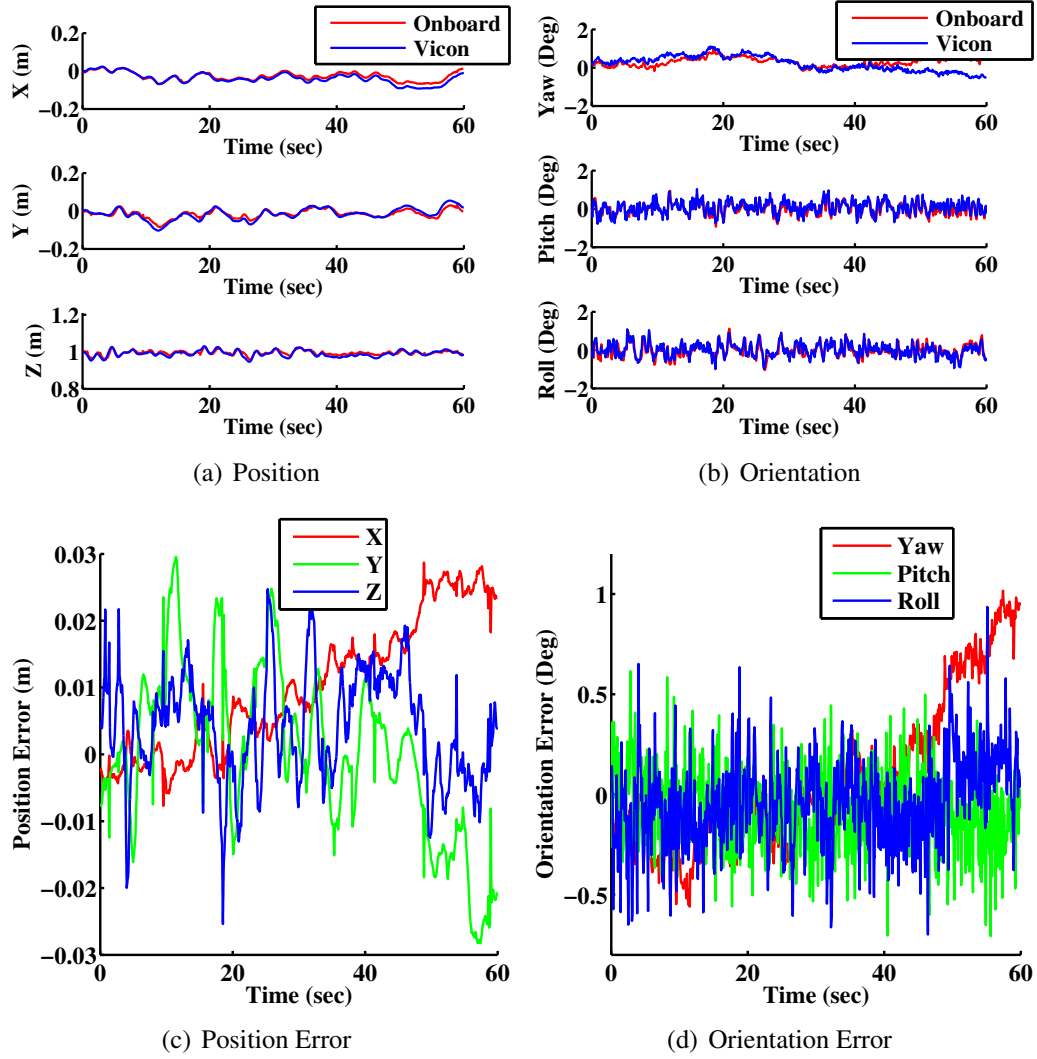 Onboard
Vicon
X (m)
0.2
0
−0.2
0 20 40 60
Time (sec)
Y (m)
0.2
0
−0.2
0 20 40 60
Time (sec)
Z (m)
1.2
1
0.8
0 20 40 60
Time (sec)
(a) Position
Onboard
Vicon
Yaw (Deg)
2
0
−2
0 20 40 60
Time (sec)
Pitch (Deg)
2
0
−2
0 20 40 60
Time (sec)
Roll (Deg)
2
0
−2
0 20 40 60
Time (sec)
(b) Orientation
X
Y
Z
Position Error (m)
0.03
0.02
0.01
0
−0.01
−0.02
−0.03
0 20 40 60
Time (sec)
(c) Position Error
Yaw
Pitch
Roll
Orientation Error (Deg)
1
0.5
0
−0.5
0 20 40 60
Time (sec)
(d) Orientation Error